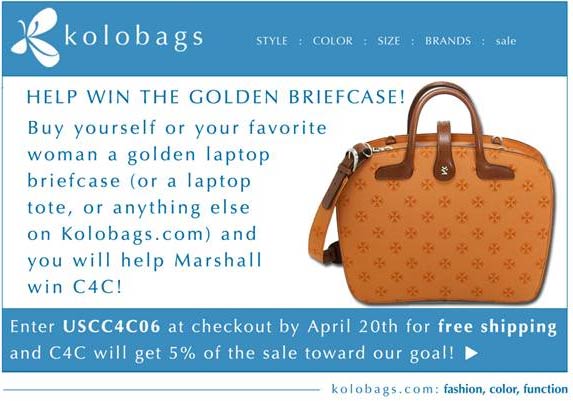 kolobags
STYLE : COLOR : SIZE : BRANDS : sale
HELP WIN THE GOLDEN BRIEFCASE!
Buy yourself or your favorite
woman a golden laptop
briefcase (or a laptop
tote, or anything else
on Kolobags.com) and
you will help Marshall
win C4C!
Enter USCC4C06 at checkout by April 20th for free shipping
and C4C will get 5% of the sale toward our goal!
kolobags.com: fashion, color, function